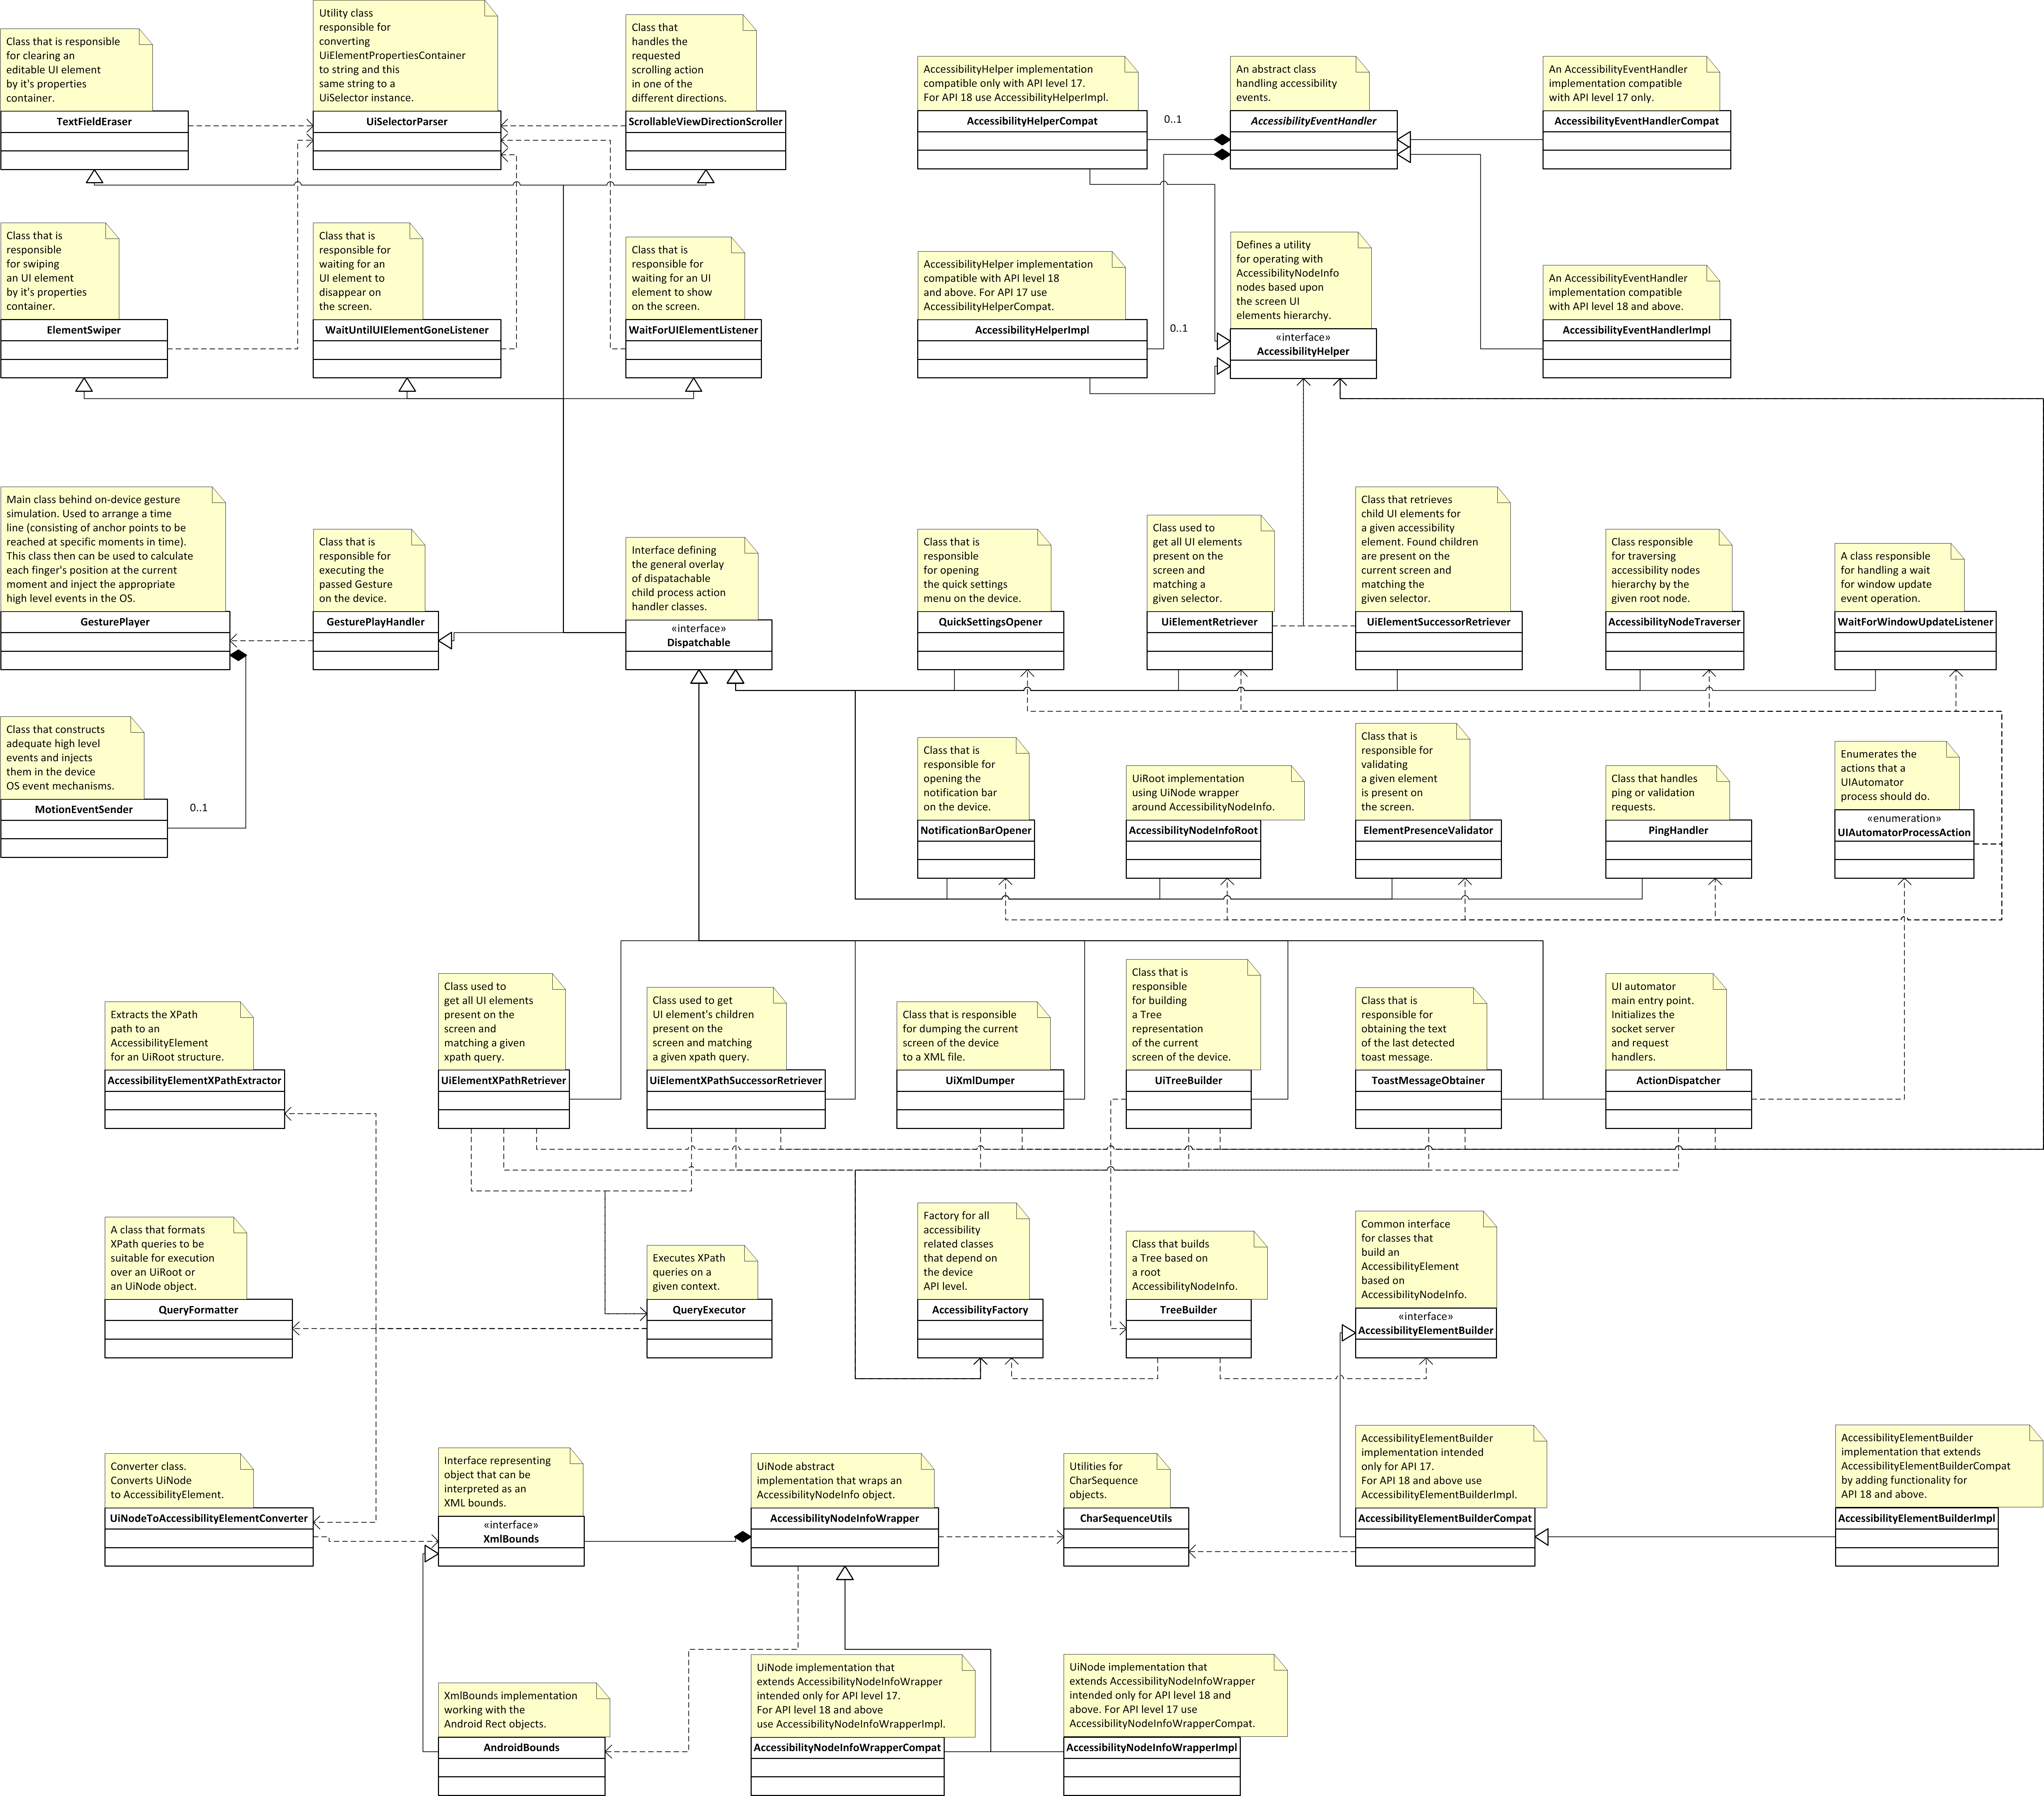 Class that is responsible
for clearing an
editable UI element
by it's properties
container.
TextFieldEraser
Utility class
responsible for
converting
UiElementPropertiesContainer
to string and this
same string to a
UiSelector instance.
UiSelectorParser
Class that
handles the
requested
scrolling action
in one of the
different directions.
ScrollableViewDirectionScroller
AccessibilityHelper implementation
compatible only with API level 17.
For API 18 use AccessibilityHelperImpl.
AccessibilityHelperCompat
0..1
An abstract class
handling accessibility
events.
AccessibilityEventHandler
An AccessibilityEventHandler
implementation compatible
with API level 17 only.
AccessibilityEventHandlerCompat
Class that is
responsible
for swiping
an UI element
by it's properties
container.
ElementSwiper
Class that is
responsible for
waiting for an
UI element to
disappear on
the screen.
WaitUntilUIElementGoneListener
Class that is
responsible for
waiting for an UI
element to show
on the screen.
WaitForUIElementListener
AccessibilityHelper implementation
compatible with API level 18
and above. For API 17 use
AccessibilityHelperCompat.
AccessibilityHelperImpl
0..1
Defines a utility
for operating with
AccessibilityNodeInfo
nodes based upon
the screen UI
elements hierarchy.
«interface»
AccessibilityHelper
An AccessibilityEventHandler
implementation compatible
with API level 18 and above.
AccessibilityEventHandlerImpl
Main class behind on-device gesture
simulation. Used to arrange a time
line (consisting of anchor points to be
reached at specific moments in time).
This class then can be used to calculate
each finger's position at the current
moment and inject the appropriate
high level events in the OS.
GesturePlayer
Class that is
responsible for
executing the
passed Gesture
on the device.
GesturePlayHandler
Interface defining
the general overlay
of dispatachable
child process action
handler classes.
«interface»
Dispatchable
Class that is
responsible
for opening
the quick settings
menu on the device.
QuickSettingsOpener
Class used to
get all UI elements
present on the
screen and
matching a
given selector.
UiElementRetriever
Class that retrieves
child UI elements for
a given accessibility
element. Found children
are present on the
current screen and
matching the
given selector.
UiElementSuccessorRetriever
Class responsible
for traversing
accessibility nodes
hierarchy by the
given root node.
AccessibilityNodeTraverser
A class responsible
for handling a wait
for window update
event operation.
WaitForWindowUpdateListener
Class that constructs
adequate high level
events and injects
them in the device
OS event mechanisms.
MotionEventSender
0..1
Class that is
responsible for
opening the
notification bar
on the device.
NotificationBarOpener
UiRoot implementation
using UiNode wrapper
around AccessibilityNodeInfo.
AccessibilityNodeInfoRoot
Class that is
responsible for
validating
a given element
is present on
the screen.
ElementPresenceValidator
Class that handles
ping or validation
requests.
PingHandler
Enumerates the
actions that a
UIAutomator
process should do.
«enumeration»
UIAutomatorProcessAction
Extracts the XPath
path to an
AccessibilityElement
for an UiRoot structure.
AccessibilityElementXPathExtractor
Class used to
get all UI elements
present on the
screen and
matching a given
xpath query.
UiElementXPathRetriever
Class used to get
UI element's children
present on the
screen and matching
a given xpath query.
UiElementXPathSuccessorRetriever
Class that is responsible
for dumping the current
screen of the device
to a XML file.
UiXmlDumper
Class that is
responsible
for building
a Tree
representation
of the current
screen of the device.
UiTreeBuilder
Class that is
responsible for
obtaining the text
of the last detected
toast message.
ToastMessageObtainer
UI automator
main entry point.
Initializes the
socket server
and request
handlers.
ActionDispatcher
A class that formats
XPath queries to be
suitable for execution
over an UiRoot or
an UiNode object.
QueryFormatter
Executes XPath
queries on a
given context.
QueryExecutor
Factory for all
accessibility
related classes
that depend on
the device
API level.
AccessibilityFactory
Class that builds
a Tree based on
a root
AccessibilityNodeInfo.
TreeBuilder
Common interface
for classes that
build an
AccessibilityElement
based on
AccessibilityNodeInfo.
«interface»
AccessibilityElementBuilder
Converter class.
Converts UiNode
to AccessibilityElement.
UiNodeToAccessibilityElementConverter
Interface representing
object that can be
interpreted as an
XML bounds.
«interface»
XmlBounds
UiNode abstract
implementation that wraps an
AccessibilityNodeInfo object.
AccessibilityNodeInfoWrapper
Utilities for
CharSequence
objects.
CharSequenceUtils
AccessibilityElementBuilder
implementation intended
only for API 17.
For API 18 and above use
AccessibilityElementBuilderImpl.
AccessibilityElementBuilderCompat
AccessibilityElementBuilder
implementation that extends
AccessibilityElementBuilderCompat
by adding functionality for
API 18 and above.
AccessibilityElementBuilderImpl
XmlBounds implementation
working with the
Android Rect objects.
AndroidBounds
UiNode implementation that
extends AccessibilityNodeInfoWrapper
intended only for API level 17.
For API level 18 and above
use AccessibilityNodeInfoWrapperImpl.
AccessibilityNodeInfoWrapperCompat
UiNode implementation that
extends AccessibilityNodeInfoWrapper
intended only for API level 18 and
above. For API level 17 use
AccessibilityNodeInfoWrapperCompat.
AccessibilityNodeInfoWrapperImpl